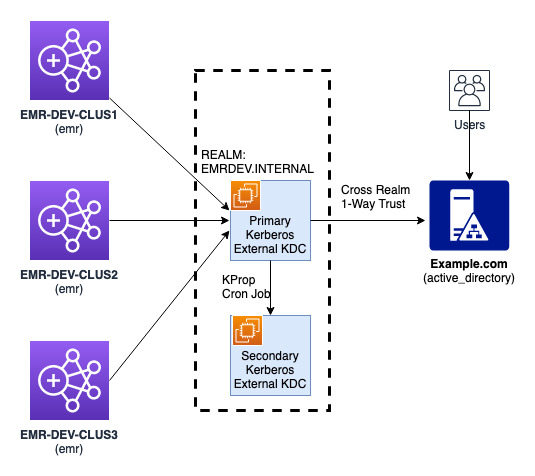 EMR-DEV-CLUS1
(emr)
Users
REALM:
EMRDEV.INTERNAL
Primary
Kerberos
External KDC
Cross Realm
1-Way Trust
EMR-DEV-CLUS2
(emr)
Example.com
(active_directory)
KProp
Cron Job
Secondary
Kerberos
External KDC
EMR-DEV-CLUS3
(emr)